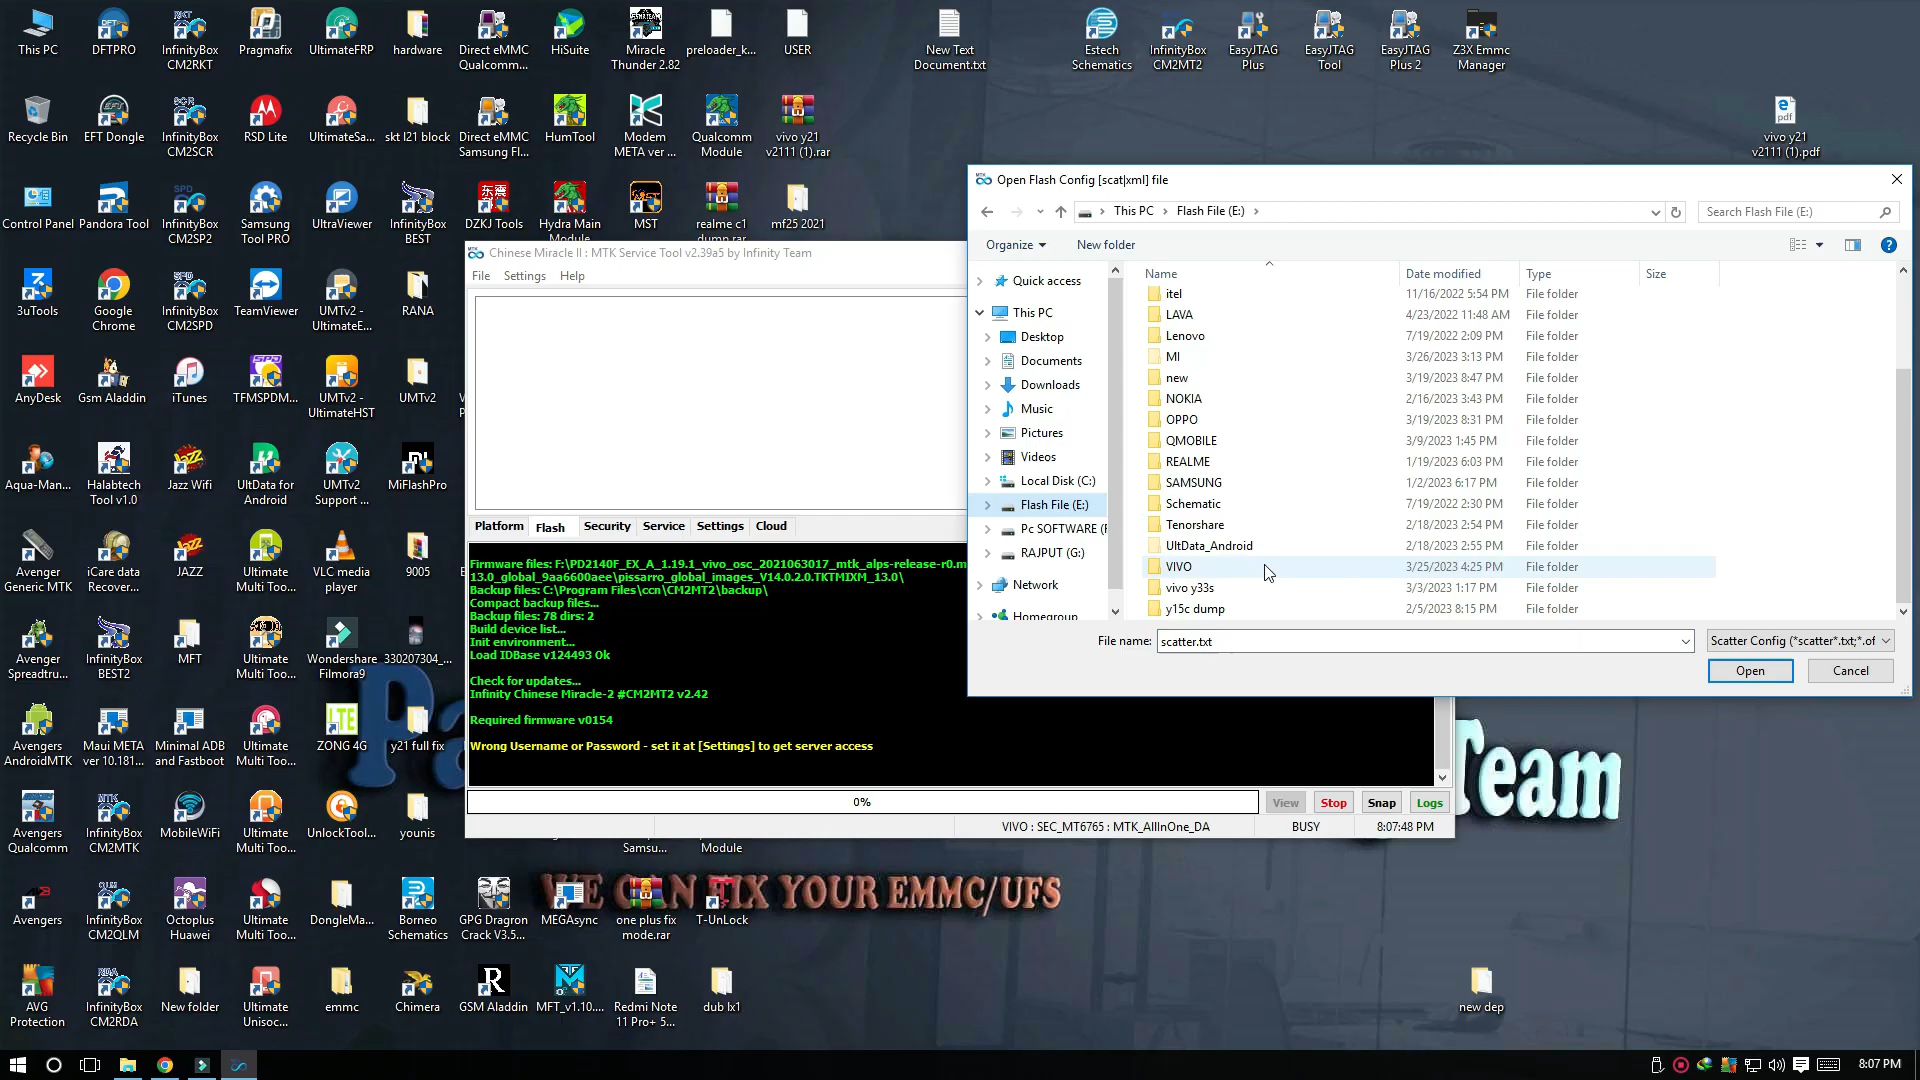 This PC
DFTPRO
InfinityBox CM2RKT
Pragmafix
UltimateFRP
hardware
Direct eMMC Qualcomm...
HiSuite
Miracle Thunder 2.82
preloader_k...
USER
New Text Document.txt
Estech Schematics
InfinityBox CM2MT2
EasyJTAG Plus
EasyJTAG Tool
EasyJTAG Plus 2
Z3X Emmc Manager
Recycle Bin
EFT Dongle
InfinityBox CM2SCR
RSD Lite
UltimateSa...
skt l21 block
Direct eMMC Samsung Fl...
HumTool
Modem META ver ...
Qualcomm Module
vivo y21 v2111 (1).rar
vivo y21 v2111 (1).pdf
Control Panel
Pandora Tool
InfinityBox CM2SP2
Samsung Tool PRO
UltraViewer
InfinityBox BEST
DZKJ Tools
Hydra Main Module
MST
realme c1 dump.rar
mf25 2021
3uTools
Google Chrome
InfinityBox CM2SPD
TeamViewer
UMTv2 - UltimateE...
RANA
AnyDesk
Gsm Aladdin
iTunes
TFMSPDM...
UMTv2 - UltimateHST
UMTv2
Aqua-Man...
Halabtech Tool v1.0
Jazz Wifi
UltData for Android
UMTv2 Support ...
MiFlashPro
Avenger Generic MTK
iCare data Recover...
JAZZ
Ultimate Multi Too...
VLC media player
9005
Avenger Spreadtru...
InfinityBox BEST2
MFT
Ultimate Multi Too...
Wondershare Filmora9
330207304_...
Avengers AndroidMTK
Maui META ver 10.181...
Minimal ADB and Fastboot
Ultimate Multi Too...
ZONG 4G
y21 full fix
Avengers Qualcomm
InfinityBox CM2MTK
MobileWiFi
Ultimate Multi Too...
UnlockTool...
younis
Samsu...
Module
Avengers
InfinityBox CM2QLM
Octoplus Huawei
Ultimate Multi Too...
DongleMa...
Borneo Schematics
GPG Dragron Crack V3.5...
MEGAsync
one plus fix mode.rar
T-UnLock
AVG Protection
InfinityBox CM2RDA
New folder
Ultimate Unisoc...
emmc
Chimera
GSM Aladdin
MFT_v1.10....
Redmi Note 11 Pro+ 5...
dub lx1
new dep
Chinese Miracle II : MTK Service Tool v2.39a5 by Infinity Team
File Settings Help
Platform Flash Security Service Settings Cloud
Firmware files: F:\PD2140F_EX_A_1.19.1_vivo_osc_2021063017_mtk_alps-release-r0.m
13.0_global_9aa6600aee\pissarro_global_images_V14.0.2.0.TKTMIXM_13.0\
Backup files: C:\Program Files\ccn\CM2MT2\backup\
Compact backup files...
Backup files: 78 dirs: 2
Build device list...
Init environment...
Load IDBase v124493 Ok
Check for updates...
Infinity Chinese Miracle-2 #CM2MT2 v2.42
Required firmware v0154
Wrong Username or Password - set it at [Settings] to get server access
0%
View Stop Snap Logs
VIVO : SEC_MT6765 : MTK_AllInOne_DA
BUSY
8:07:48 PM
Open Flash Config [scat|xml] file
This PC
Flash File (E:)
Search Flash File (E:)
Organize
New folder
Quick access
This PC
Desktop
Documents
Downloads
Music
Pictures
Videos
Local Disk (C:)
Flash File (E:)
Pc SOFTWARE (F
RAJPUT (G:)
Network
Homegroup
Name Date modified Type Size
itel 11/16/2022 5:54 PM File folder
LAVA 4/23/2022 11:48 AM File folder
Lenovo 7/19/2022 2:09 PM File folder
MI 3/26/2023 3:13 PM File folder
new 3/19/2023 8:47 PM File folder
NOKIA 2/16/2023 3:43 PM File folder
OPPO 3/19/2023 8:31 PM File folder
QMOBILE 3/9/2023 1:45 PM File folder
REALME 1/19/2023 6:03 PM File folder
SAMSUNG 1/2/2023 6:17 PM File folder
Schematic 7/19/2022 2:30 PM File folder
Tenorshare 2/18/2023 2:54 PM File folder
UltData_Android 2/18/2023 2:55 PM File folder
VIVO 3/25/2023 4:25 PM File folder
vivo y33s 3/3/2023 1:17 PM File folder
y15c dump 2/5/2023 8:15 PM File folder
File name: scatter.txt
Scatter Config (*scatter*.txt;*.of
Open Cancel
Team
WE CAN FIX YOUR EMMC/UFS
8:07 PM